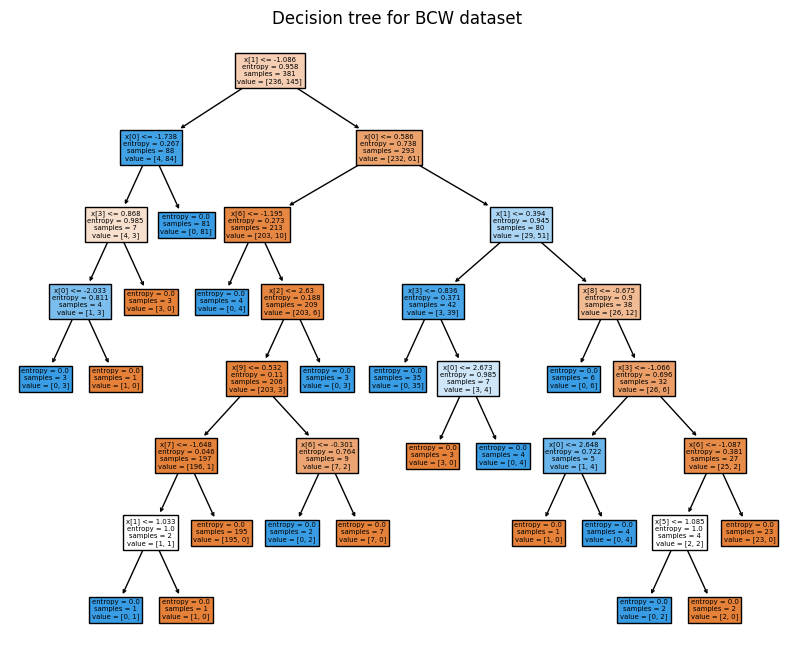 Decision tree for BCW dataset
x[1] <= -1.086
entropy = 0.958
samples = 381
value = [236, 145]
x[0] <= -1.738
entropy = 0.267
samples = 88
value = [4, 84]
x[0] <= 0.586
entropy = 0.738
samples = 293
value = [232, 61]
x[3] <= 0.868
entropy = 0.985
samples = 7
value = [4, 3]
entropy = 0.0
samples = 81
value = [0, 81]
x[6] <= -1.195
entropy = 0.273
samples = 213
value = [203, 10]
x[1] <= 0.394
entropy = 0.945
samples = 80
value = [29, 51]
x[0] <= -2.033
entropy = 0.811
samples = 4
value = [1, 3]
entropy = 0.0
samples = 3
value = [3, 0]
entropy = 0.0
samples = 4
value = [0, 4]
x[2] <= 2.63
entropy = 0.188
samples = 209
value = [203, 6]
x[3] <= 0.836
entropy = 0.371
samples = 42
value = [3, 39]
x[8] <= -0.675
entropy = 0.9
samples = 38
value = [26, 12]
entropy = 0.0
samples = 3
value = [0, 3]
entropy = 0.0
samples = 1
value = [1, 0]
x[9] <= 0.532
entropy = 0.11
samples = 206
value = [203, 3]
entropy = 0.0
samples = 3
value = [0, 3]
entropy = 0.0
samples = 35
value = [0, 35]
x[0] <= 2.673
entropy = 0.985
samples = 7
value = [3, 4]
entropy = 0.0
samples = 6
value = [0, 6]
x[3] <= -1.066
entropy = 0.696
samples = 32
value = [26, 6]
x[7] <= -1.648
entropy = 0.046
samples = 197
value = [196, 1]
x[6] <= -0.301
entropy = 0.764
samples = 9
value = [7, 2]
entropy = 0.0
samples = 3
value = [3, 0]
entropy = 0.0
samples = 4
value = [0, 4]
x[0] <= 2.648
entropy = 0.722
samples = 5
value = [1, 4]
x[6] <= -1.087
entropy = 0.381
samples = 27
value = [25, 2]
x[1] <= 1.033
entropy = 1.0
samples = 2
value = [1, 1]
entropy = 0.0
samples = 195
value = [195, 0]
entropy = 0.0
samples = 2
value = [0, 2]
entropy = 0.0
samples = 7
value = [7, 0]
entropy = 0.0
samples = 1
value = [1, 0]
entropy = 0.0
samples = 4
value = [0, 4]
x[5] <= 1.085
entropy = 1.0
samples = 4
value = [2, 2]
entropy = 0.0
samples = 23
value = [23, 0]
entropy = 0.0
samples = 1
value = [0, 1]
entropy = 0.0
samples = 1
value = [1, 0]
entropy = 0.0
samples = 2
value = [0, 2]
entropy = 0.0
samples = 2
value = [2, 0]